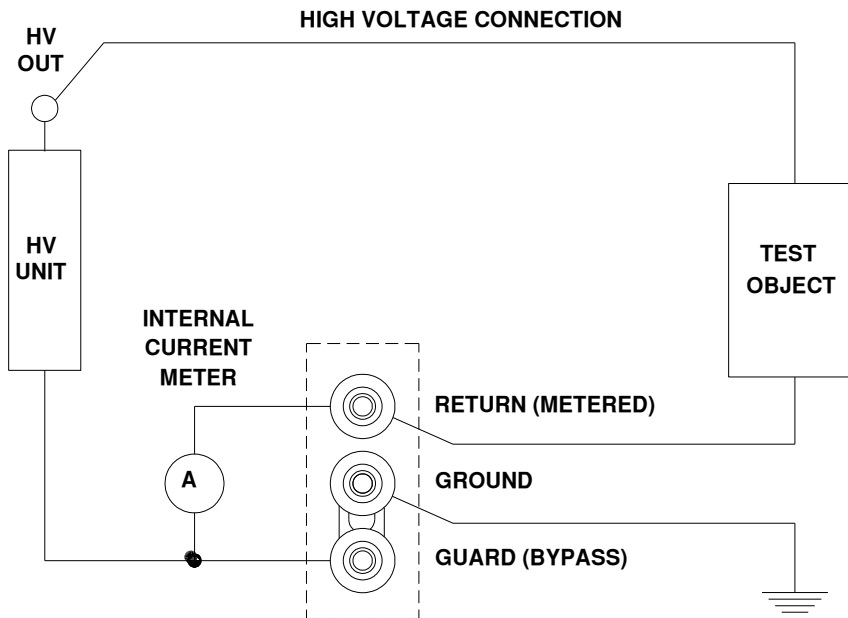 HIGH VOLTAGE CONNECTION
HV
OUT
HV
UNIT
TEST
OBJECT
INTERNAL
CURRENT
METER
RETURN (METERED)
A
GROUND
GUARD (BYPASS)